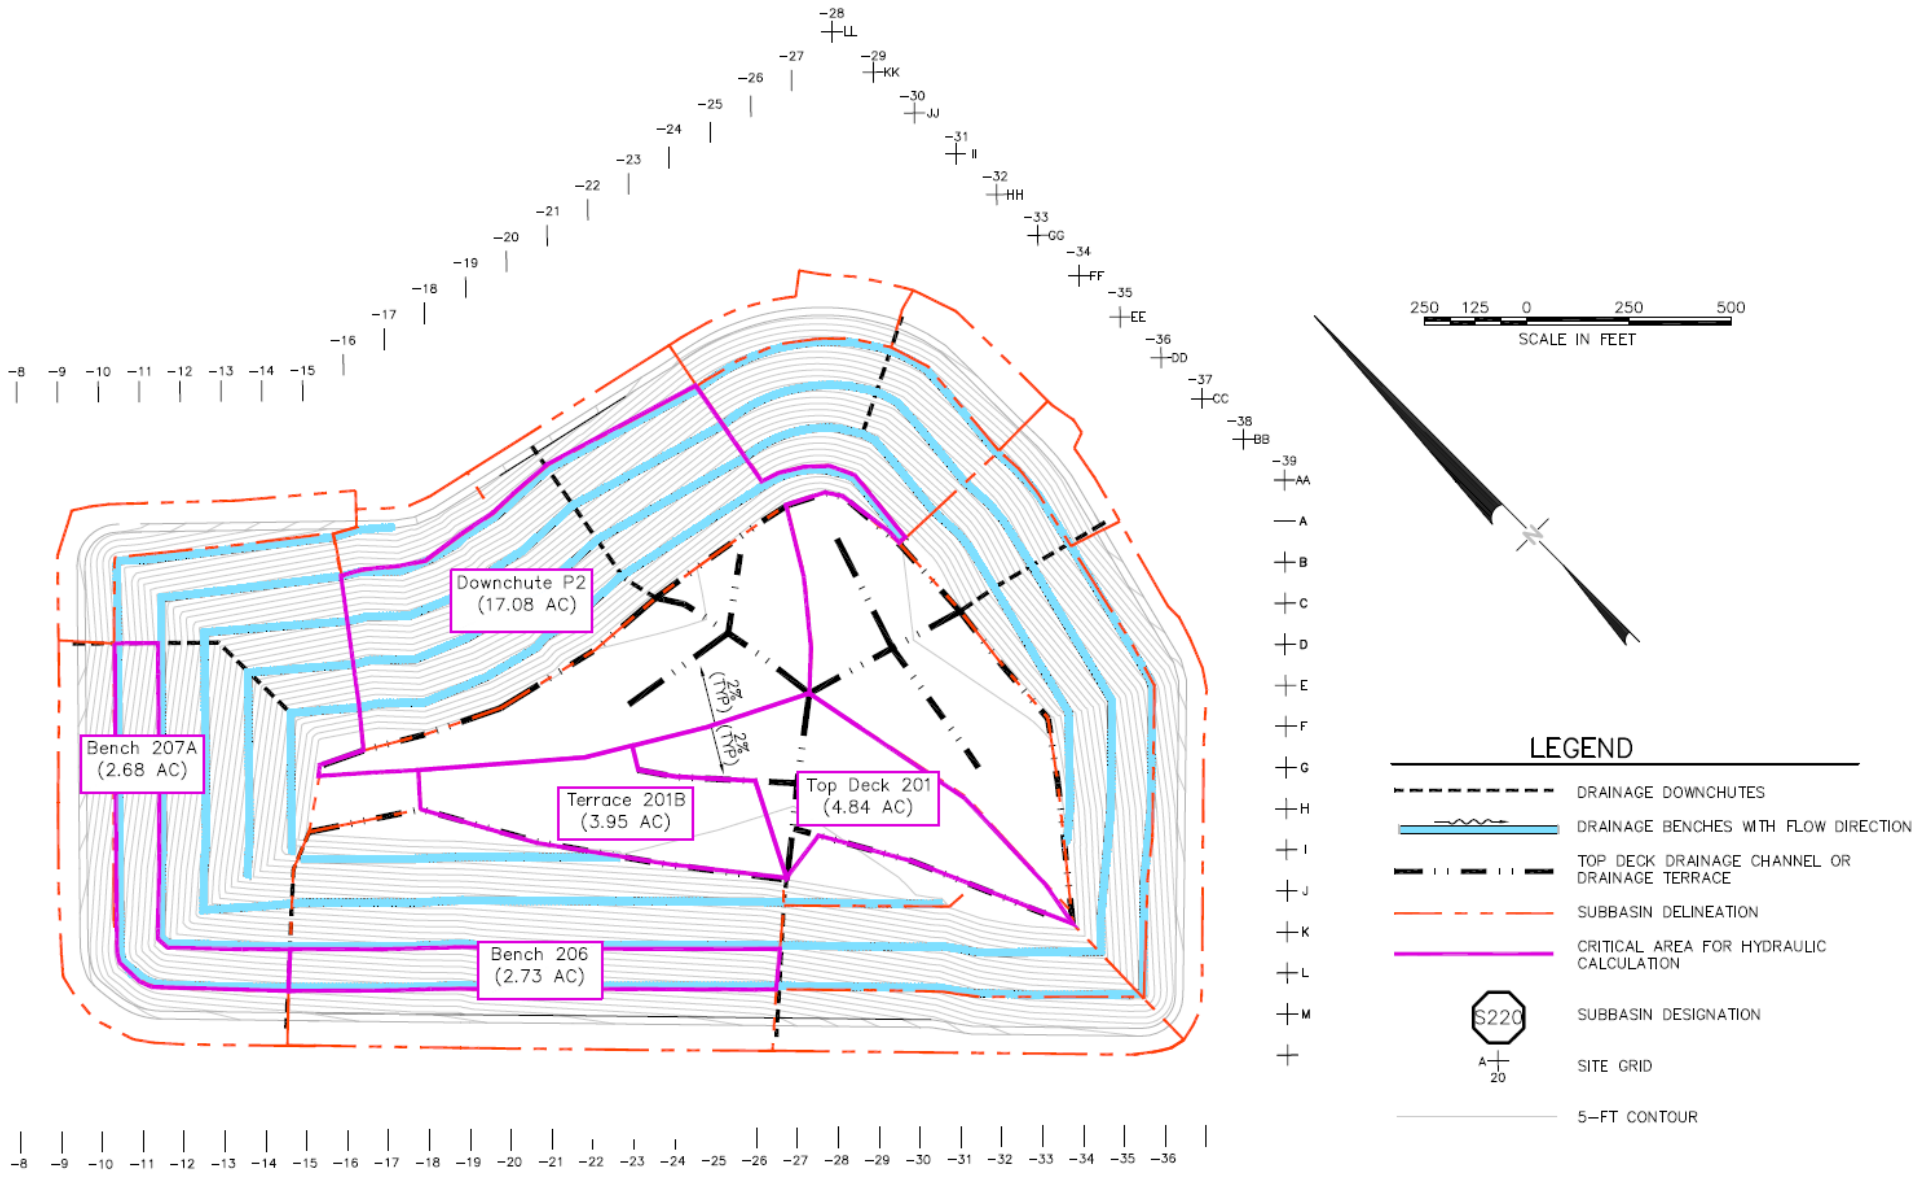 -28
LL
-27
-29
KK
-26
-30
JJ
-25
-31
II
-24
-32
HH
-23
-33
GG
-22
-34
FF
-21
-35
EE
-20
-36
DD
-19
-37
CC
-18
-38
BB
-17
-39
AA
-16
-8 -9 -10 -11 -12 -13 -14 -15
A
B
C
D
E
F
G
H
I
J
K
L
M
250 125 0 250 500
SCALE IN FEET
N
Downchute P2
(17.08 AC)
2%
(TYP)
2%
(TYP)
Bench 207A
(2.68 AC)
Terrace 201B
(3.95 AC)
Top Deck 201
(4.84 AC)
Bench 206
(2.73 AC)
LEGEND
DRAINAGE DOWNCHUTES
DRAINAGE BENCHES WITH FLOW DIRECTION
TOP DECK DRAINAGE CHANNEL OR
DRAINAGE TERRACE
SUBBASIN DELINEATION
CRITICAL AREA FOR HYDRAULIC
CALCULATION
S220
SUBBASIN DESIGNATION
A
20
SITE GRID
5-FT CONTOUR
-8 -9 -10 -11 -12 -13 -14 -15 -16 -17 -18 -19 -20 -21 -22 -23 -24 -25 -26 -27 -28 -29 -30 -31 -32 -33 -34 -35 -36